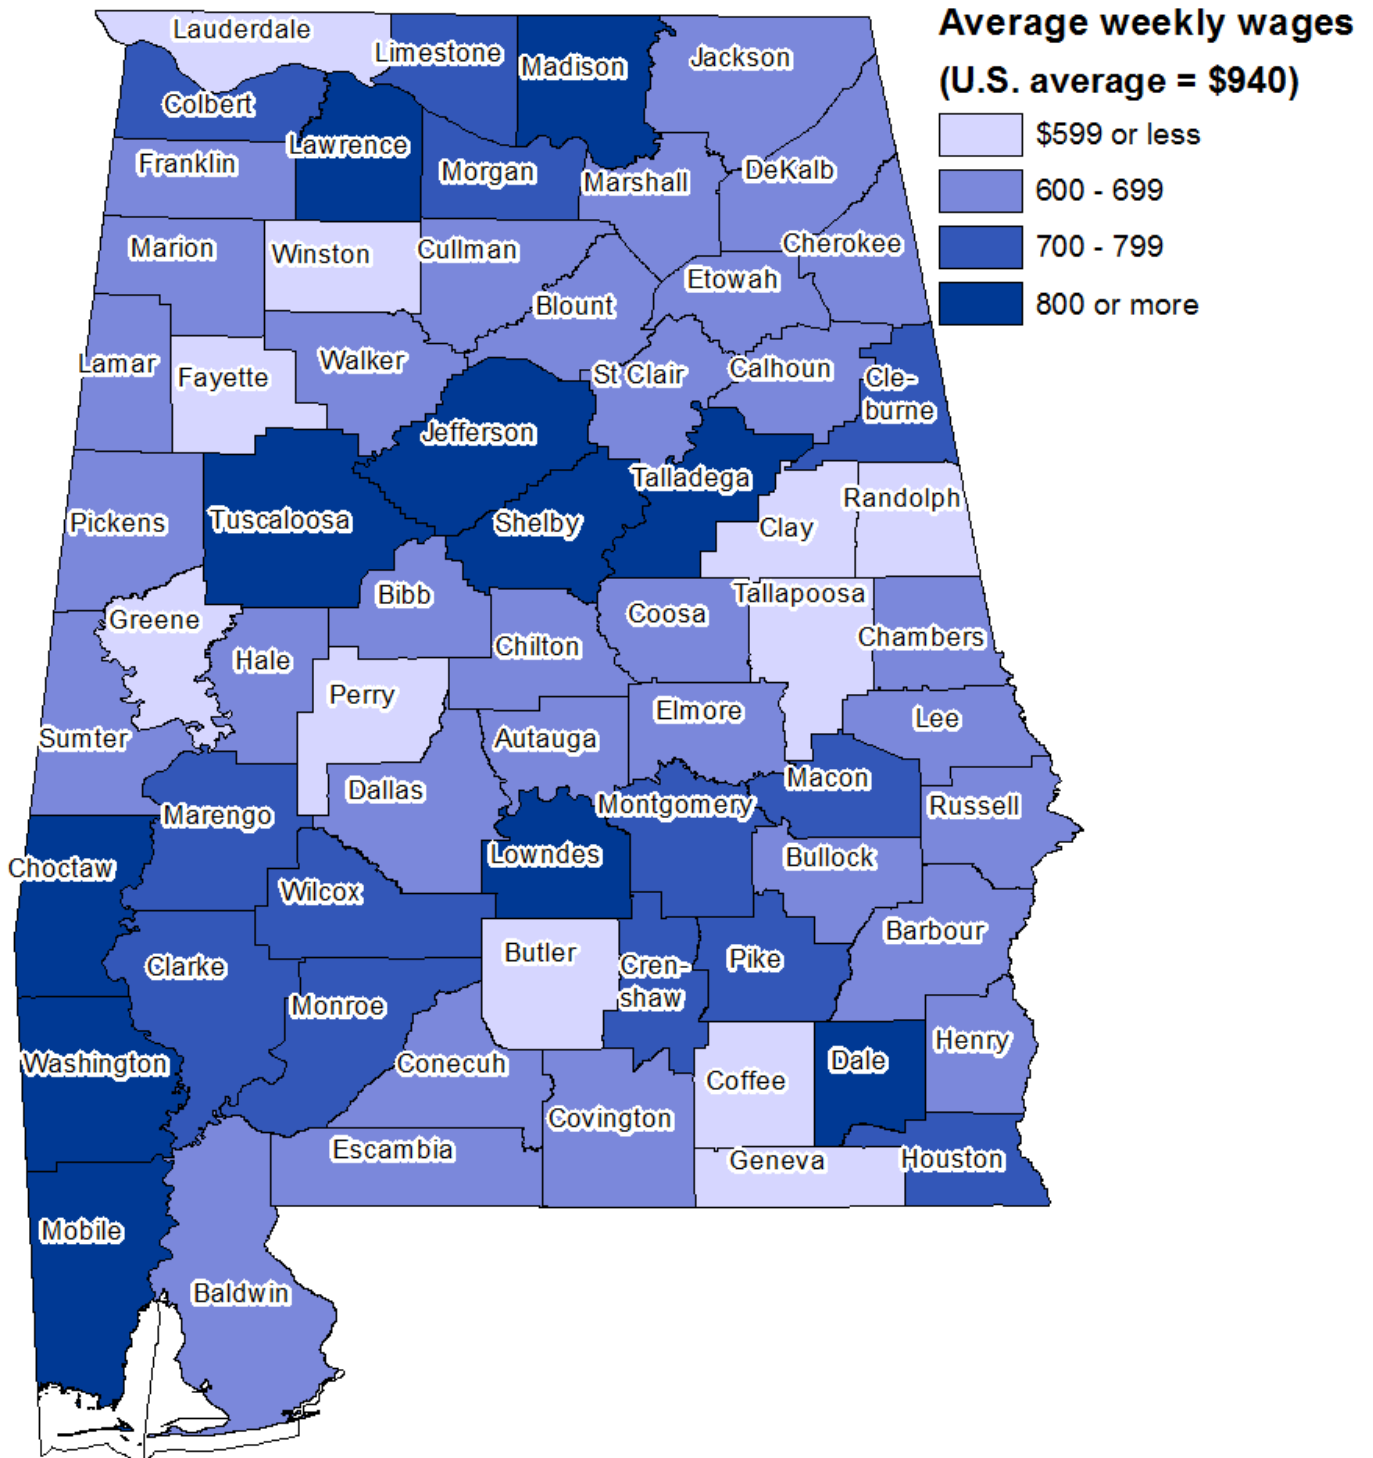 Average weekly wages
(U.S. average = $940)
$599 or less
600 - 699
700 - 799
800 or more
Lauderdale
Limestone
Madison
Jackson
Colbert
Lawrence
Franklin
Morgan
Marshall
DeKalb
Marion
Winston
Cullman
Cherokee
Etowah
Blount
Lamar
Fayette
Walker
St Clair
Calhoun
Cle-
burne
Jefferson
Talladega
Randolph
Pickens
Tuscaloosa
Shelby
Clay
Bibb
Tallapoosa
Greene
Coosa
Chambers
Hale
Chilton
Perry
Elmore
Lee
Sumter
Autauga
Macon
Dallas
Montgomery
Russell
Marengo
Lowndes
Bullock
Choctaw
Wilcox
Barbour
Butler
Pike
Clarke
Cren-
shaw
Monroe
Henry
Washington
Conecuh
Dale
Coffee
Covington
Escambia
Geneva
Houston
Mobile
Baldwin